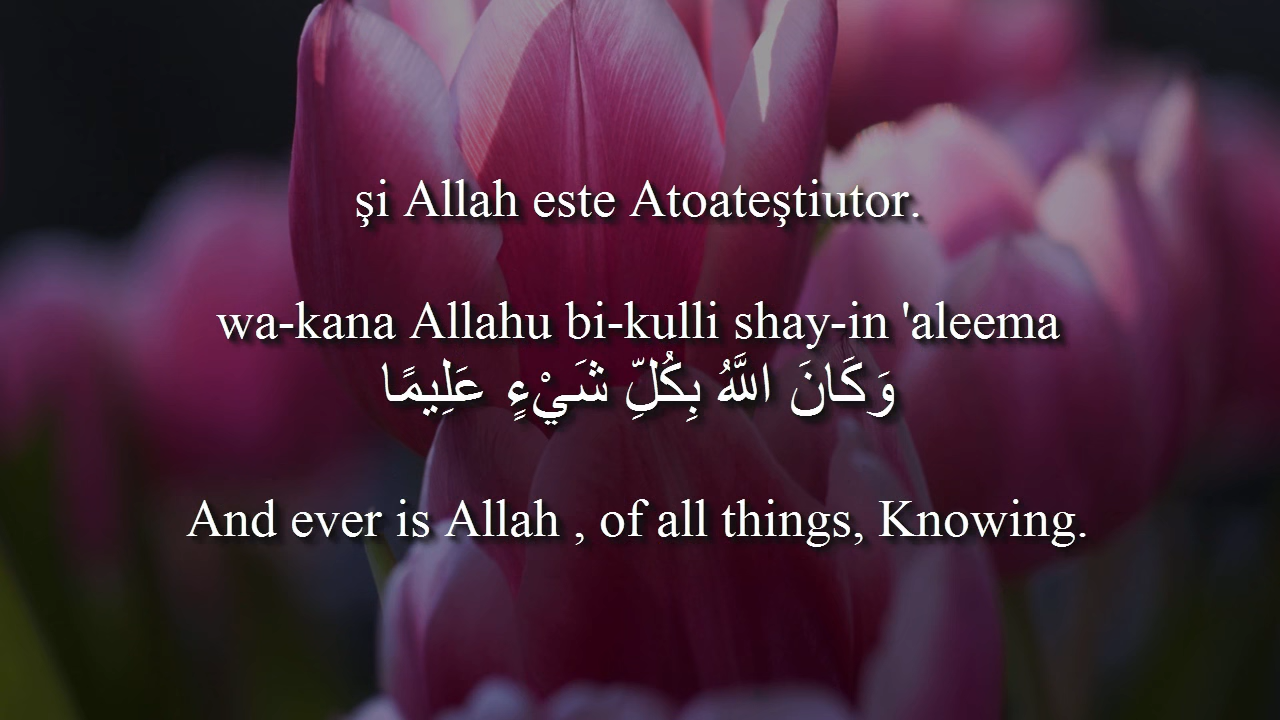 şi Allah este Atoateştiutor.
wa-kana Allahu bi-kulli shay-in 'aleema
وَكَانَ اللَّهُ بِكُلِّ شَيْءٍ عَلِيمًا
And ever is Allah , of all things, Knowing.